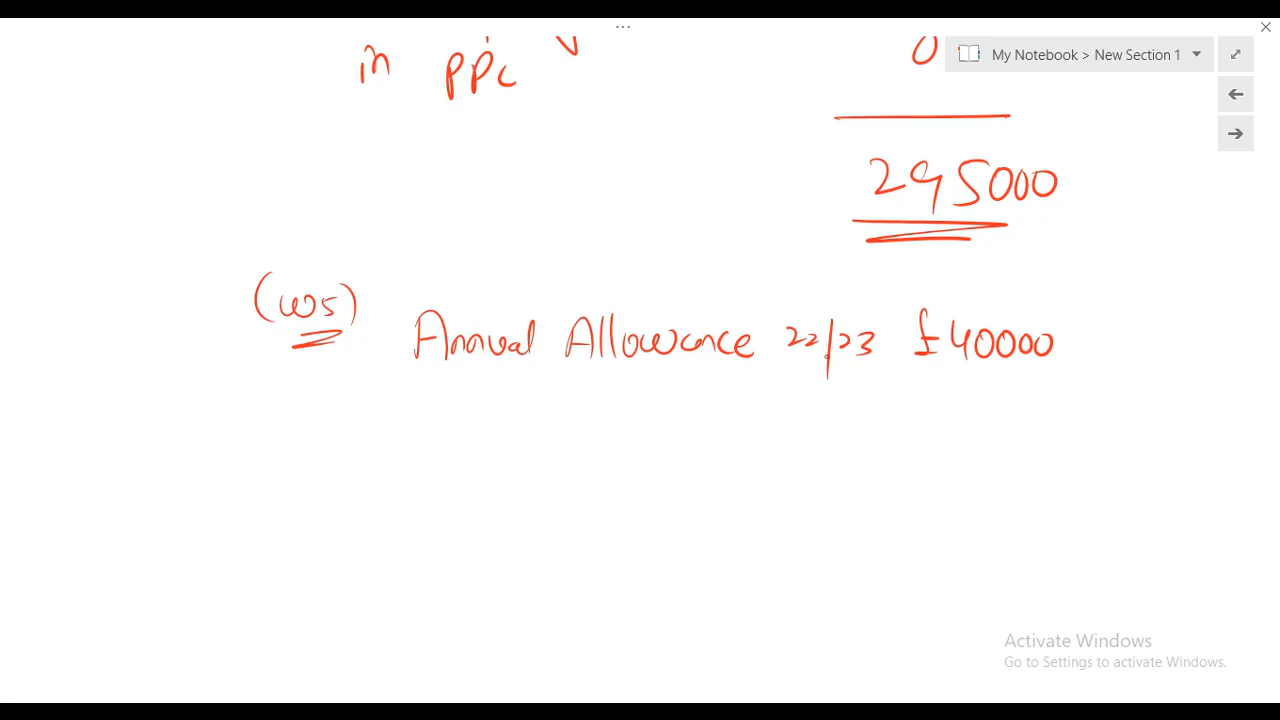 ...
My Notebook > New Section 1
in PPC
0
295000
(W5)
Annual Allowance 22/23 £40000
Activate Windows
Go to Settings to activate Windows.